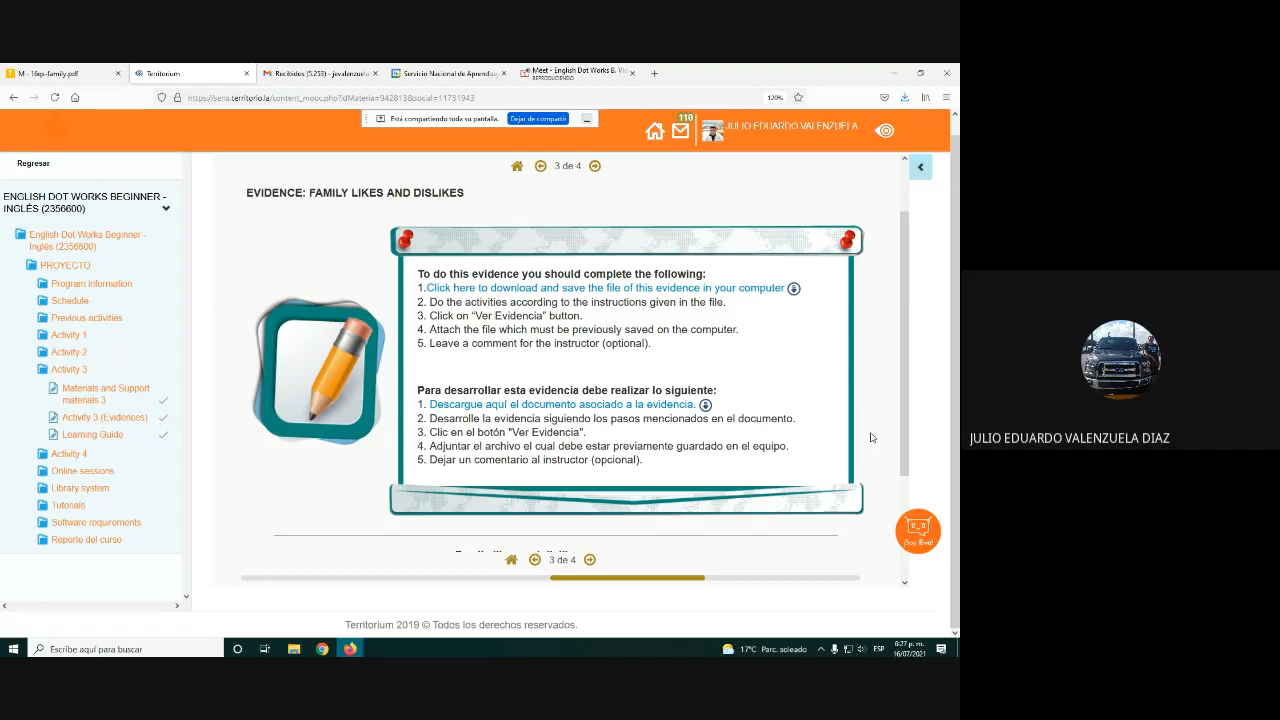 M - 16qs-family.pdf
Territorium
Recibidos (5.253) - jevalenzuela
Servicio Nacional de Aprendiza
Meet - English Dot Works B. Vi
REPRODUCIENDO
https://sena.territorio.la/content_mooc.php?idMateria=942813&social=11731943
120%
Está compartiendo toda su pantalla.
Dejar de compartir
110
JULIO EDUARDO VALENZUELA
Regresar
3 de 4
EVIDENCE: FAMILY LIKES AND DISLIKES
ENGLISH DOT WORKS BEGINNER -
INGLÉS (2356600)
English Dot Works Beginner -
Inglés (2356600)
PROYECTO
Program information
Schedule
Previous activities
Activity 1
Activity 2
Activity 3
Materials and Support
materials 3
Activity 3 (Evidences)
Learning Guide
Activity 4
Online sessions
Library system
Tutorials
Software requirements
Reporte del curso
To do this evidence you should complete the following:
1.Click here to download and save the file of this evidence in your computer
2. Do the activities according to the instructions given in the file.
3. Click on “Ver Evidencia” button.
4. Attach the file which must be previously saved on the computer.
5. Leave a comment for the instructor (optional).
Para desarrollar esta evidencia debe realizar lo siguiente:
1. Descargue aquí el documento asociado a la evidencia.
2. Desarrolle la evidencia siguiendo los pasos mencionados en el documento.
3. Clic en el botón "Ver Evidencia".
4. Adjuntar el archivo el cual debe estar previamente guardado en el equipo.
5. Dejar un comentario al instructor (opcional).
¡Soy Eva!
3 de 4
Territorium 2019 © Todos los derechos reservados.
JULIO EDUARDO VALENZUELA DIAZ
Escribe aquí para buscar
17°C Parc. soleado
ESP
6:27 p. m.
16/07/2021